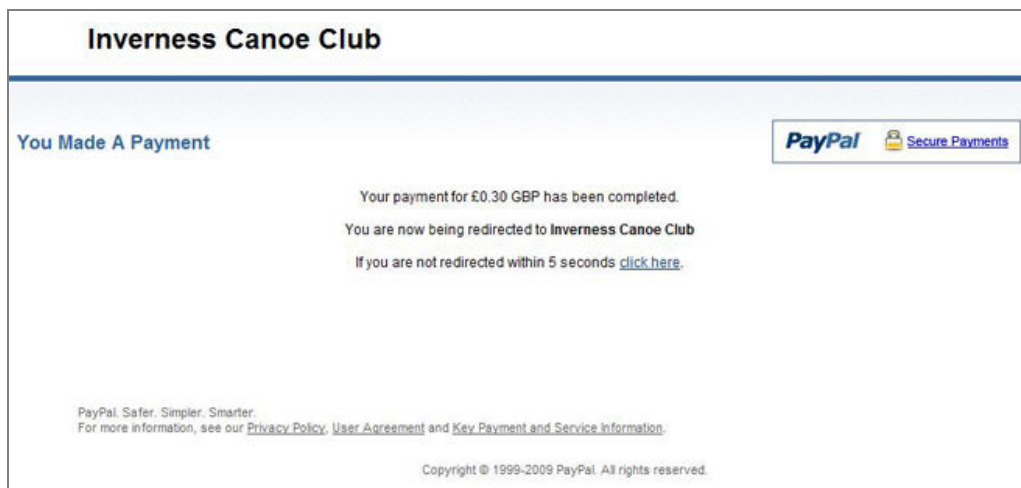 Inverness Canoe Club
You Made A Payment
PayPal Secure Payments
Your payment for £0.30 GBP has been completed.
You are now being redirected to Inverness Canoe Club
If you are not redirected within 5 seconds click here.
PayPal. Safer. Simpler. Smarter.
For more information, see our Privacy Policy, User Agreement and Key Payment and Service Information.
Copyright © 1999-2009 PayPal. All rights reserved.